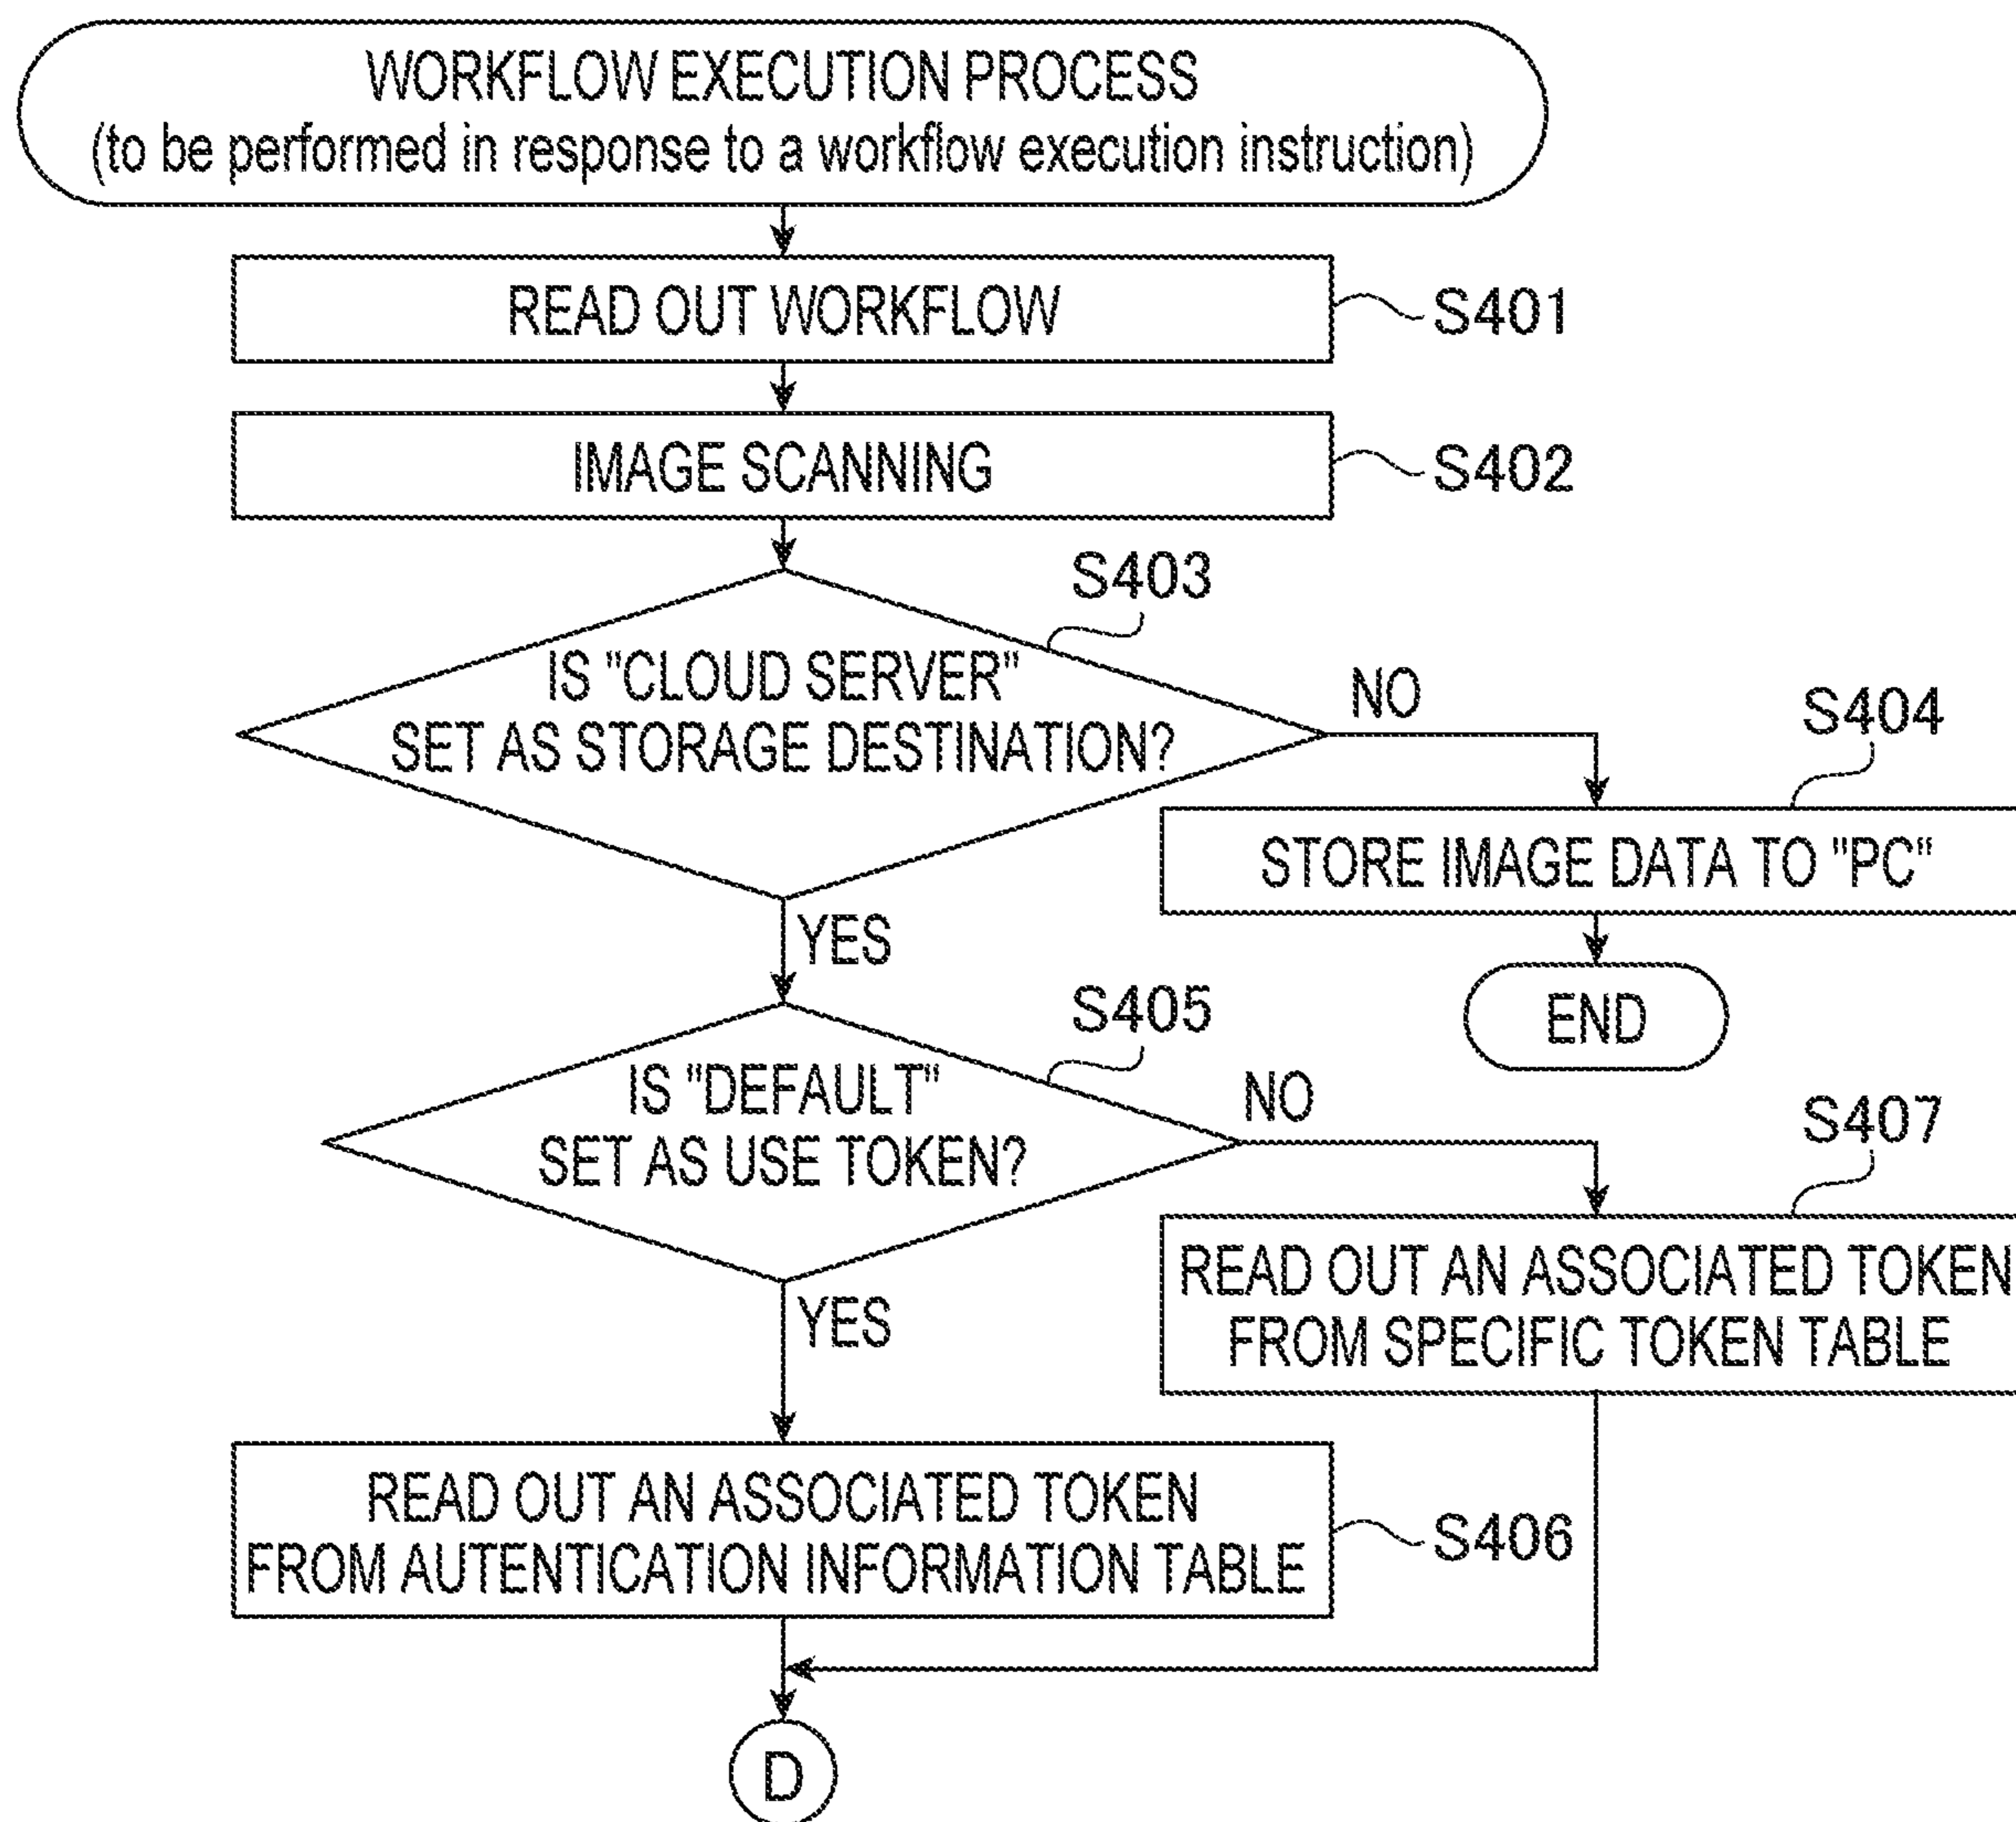 WORKFLOW EXECUTION PROCESS
(to be performed in response to a workflow execution instruction)
READ OUT WORKFLOW
S401
IMAGE SCANNING
S402
S403
IS "CLOUD SERVER"
SET AS STORAGE DESTINATION?
NO
S404
STORE IMAGE DATA TO "PC"
END
YES
S405
IS "DEFAULT"
SET AS USE TOKEN?
NO
S407
READ OUT AN ASSOCIATED TOKEN
FROM SPECIFIC TOKEN TABLE
YES
READ OUT AN ASSOCIATED TOKEN
FROM AUTENTICATION INFORMATION TABLE
S406
D